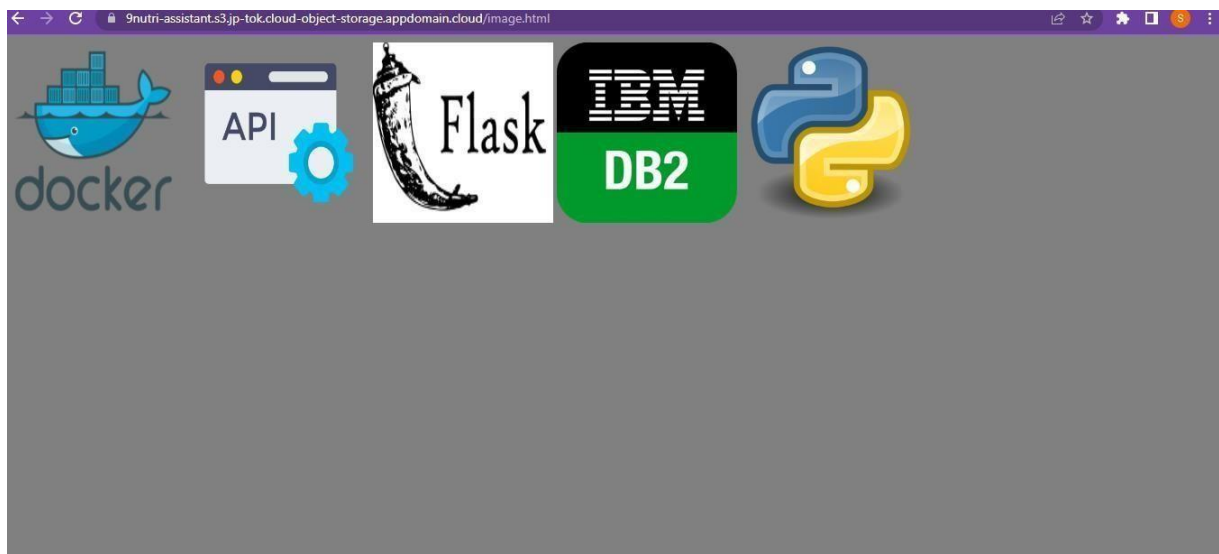 9nutri-assistant.s3.jp-tok.cloud-object-storage.appdomain.cloud/image.html
S
docker
API
Flask
IBM
DB2